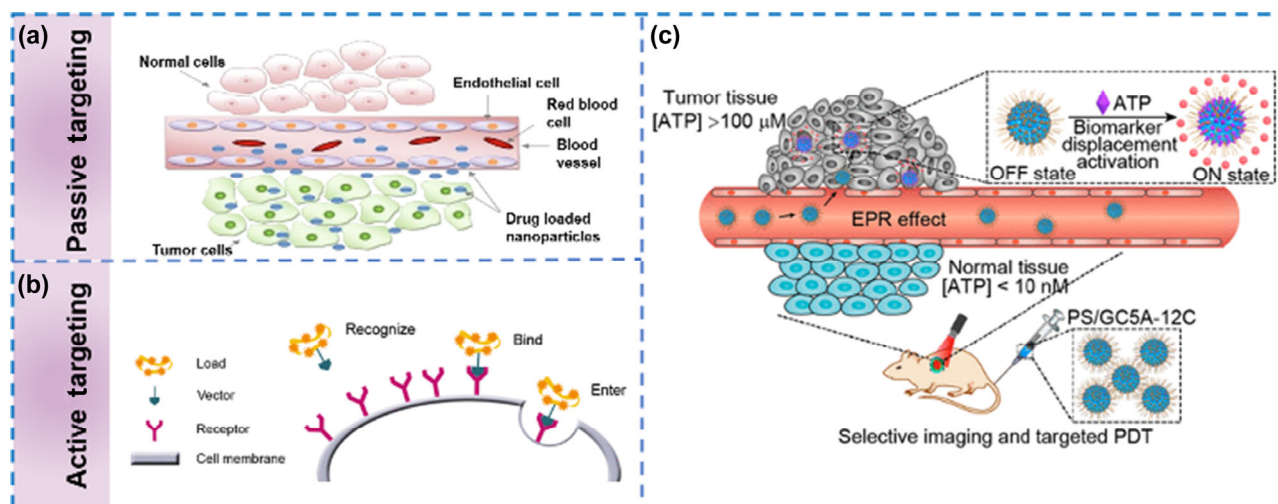 (a)
Passive targeting
Normal cells
Endothelial cell
Red blood
cell
Blood
vessel
Drug loaded
nanoparticles
Tumor cells
(b)
Active targeting
Load
Vector
Receptor
Cell membrane
Recognize
Bind
Enter
(c)
Tumor tissue
[ATP] >100 μM
ATP
Biomarker
displacement
activation
OFF state
ON state
EPR effect
Normal tissue
[ATP] < 10 nM
PS/GC5A-12C
Selective imaging and targeted PDT